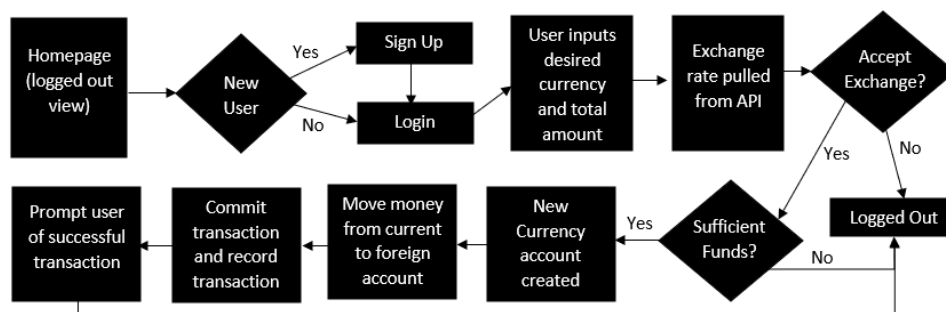 Homepage
(logged out
view)
New
User
Yes
No
Sign Up
Login
User inputs
desired
currency
and total
amount
Exchange
rate pulled
from API
Accept
Exchange?
Yes
No
Logged Out
Sufficient
Funds?
No
Yes
New
Currency
account
created
Move money
from current
to foreign
account
Commit
transaction
and record
transaction
Prompt user
of successful
transaction